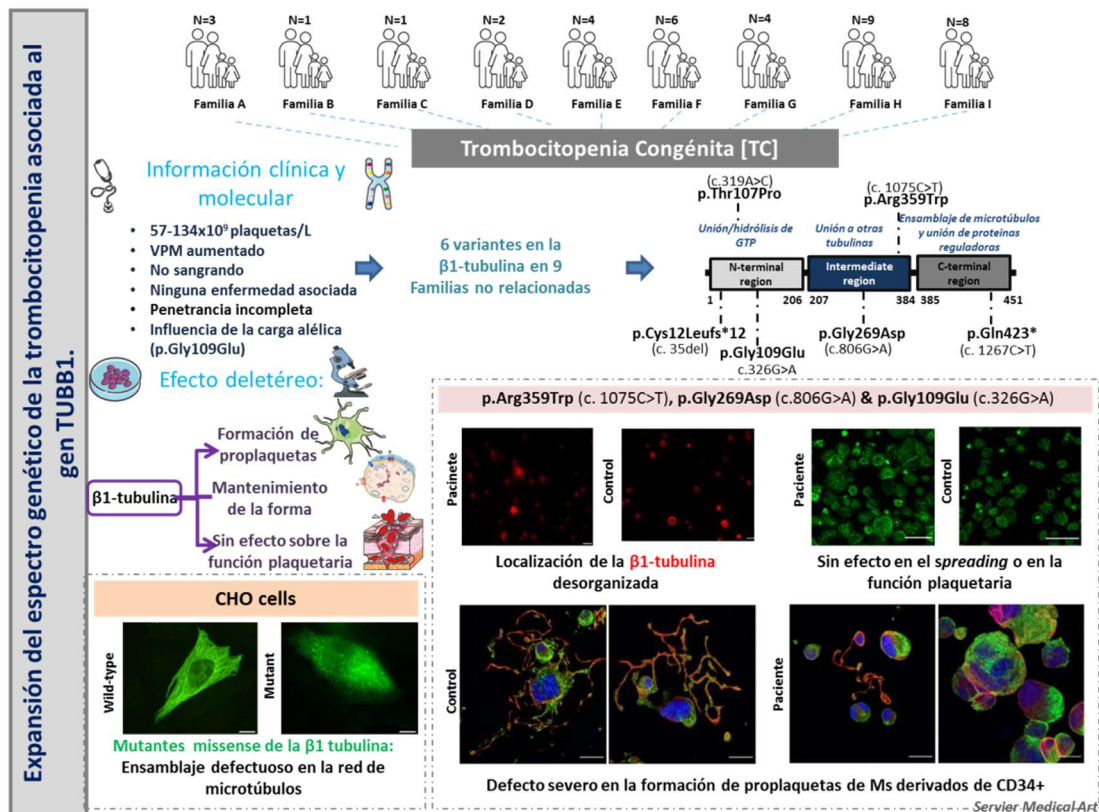 Expansión del espectro genético de la trombocitopenia asociada al
gen TUBB1.
N=3
N=1
N=1
N=2
N=4
N=6
N=4
N=9
N=8
Familia A
Familia B
Familia C
Familia D
Familia E
Familia F
Familia G
Familia H
Familia I
Trombocitopenia Congénita [TC]
Información clínica y
molecular
• 57-134x10⁹ plaquetas/L
• VPM aumentado
• No sangrando
• Ninguna enfermedad asociada
• Penetrancia incompleta
• Influencia de la carga alélica
(p.Gly109Glu)
6 variantes en la
β1-tubulina en 9
Familias no relacionadas
(c.319A>C)
p.Thr107Pro
(c. 1075C>T)
p.Arg359Trp
Unión/hidrólisis de
GTP
Unión a otras
tubulinas
Ensamblaje de microtúbulos
y unión de proteinas
reguladoras
N-terminal
region
Intermediate
region
C-terminal
region
1
206
207
384
385
451
p.Cys12Leufs*12
(c. 35del)
p.Gly109Glu
c.326G>A
p.Gly269Asp
(c.806G>A)
p.Gln423*
(c. 1267C>T)
Efecto deletéreo:
β1-tubulina
Formación de
proplaquetas
Mantenimiento
de la forma
Sin efecto sobre la
función plaquetaria
CHO cells
Wild-type
Mutant
Mutantes missense de la β1 tubulina:
Ensamblaje defectuoso en la red de
microtúbulos
p.Arg359Trp (c. 1075C>T), p.Gly269Asp (c.806G>A) & p.Gly109Glu (c.326G>A)
Pacinete
Control
Paciente
Control
Localización de la β1-tubulina
desorganizada
Sin efecto en el spreading o en la
función plaquetaria
Control
Paciente
Defecto severo en la formación de proplaquetas de Ms derivados de CD34+
Servier Medical Art